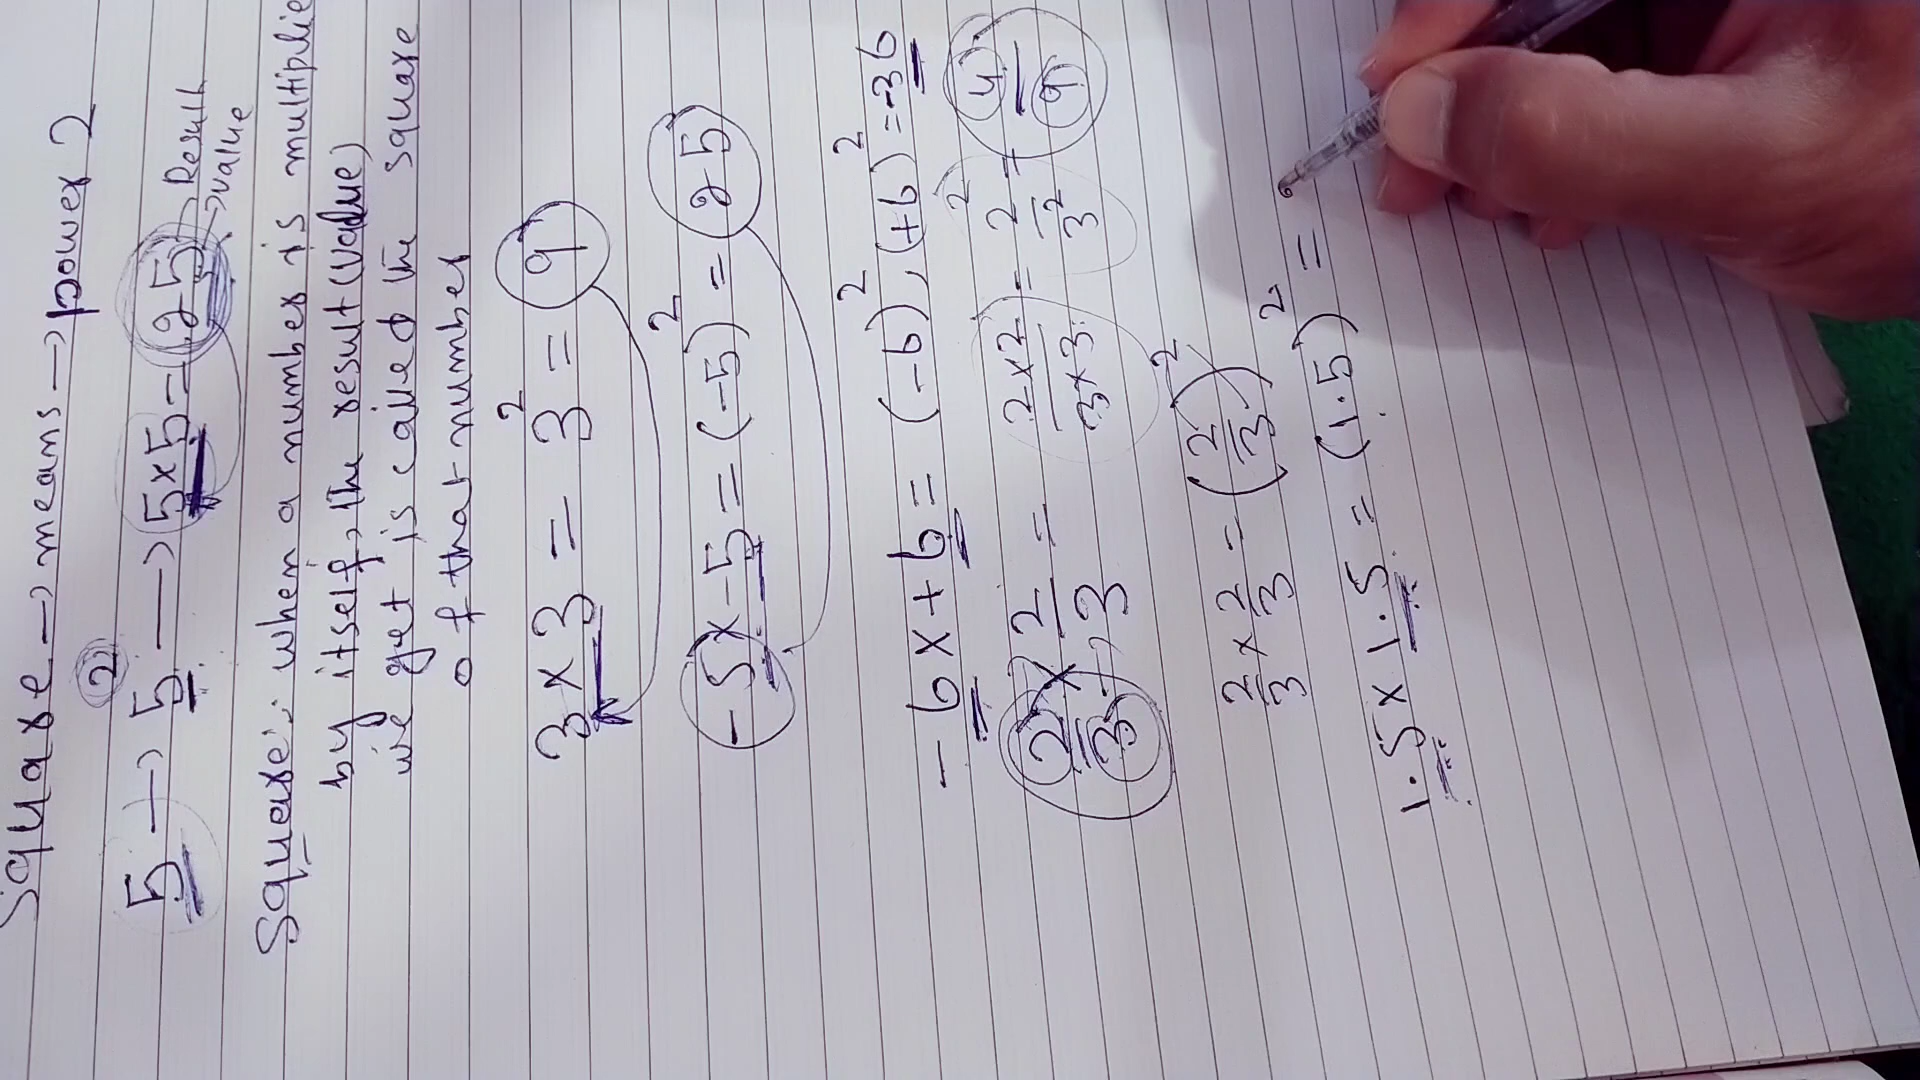 Square → means → power 2
5 → 5² → 5×5 = 25 → Result
→ value
Square: when a number is multiplie
by itself, the result (value)
we get is called the square
of that number
3 × 3 = 3² = 9
-5 × -5 = (-5)² = 25
-6 × +6 = (-6)², (+6)² = -36
2/3 × 2/3 = 2×2/3×3 = 2²/3² = 4/9
2/3 × 2/3 = (2/3)²
1.5 × 1.5 = (1.5)² =